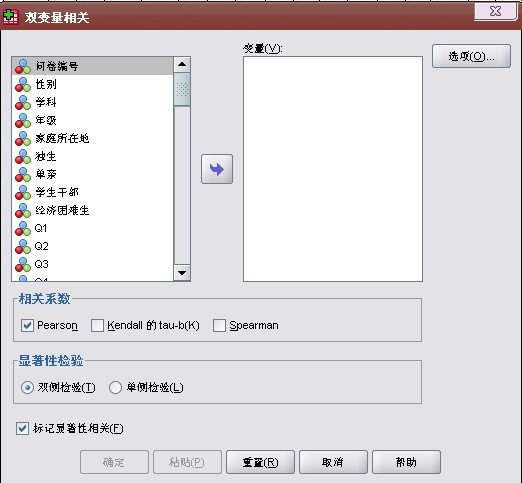 双变量相关
变量(V):
选项(O)...
问卷编号
性别
学科
年级
家庭所在地
独生
单亲
学生干部
经济困难生
Q1
Q2
Q3
相关系数
Pearson
Kendall 的 tau-b(K)
Spearman
显著性检验
双侧检验(T)
单侧检验(L)
标记显著性相关(F)
确定
粘贴(P)
重置(R)
取消
帮助